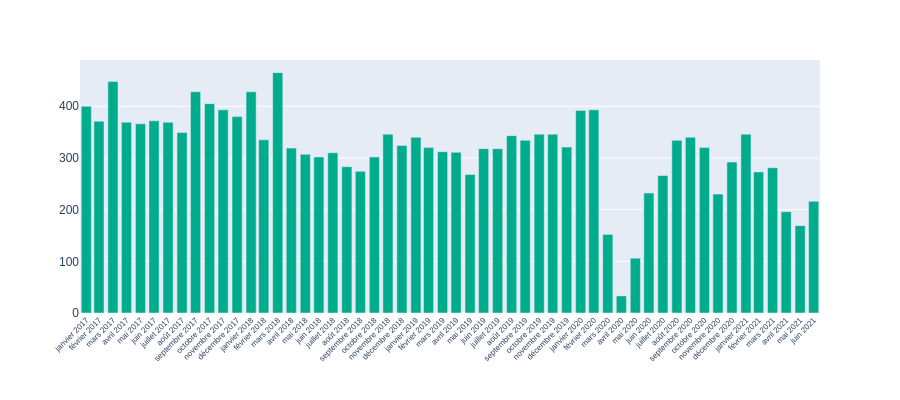 400
300
200
100
0
janvier 2017
février 2017
mars 2017
avril 2017
mai 2017
juin 2017
juillet 2017
août 2017
septembre 2017
octobre 2017
novembre 2017
décembre 2017
janvier 2018
février 2018
mars 2018
avril 2018
mai 2018
juin 2018
juillet 2018
août 2018
septembre 2018
octobre 2018
novembre 2018
décembre 2018
janvier 2019
février 2019
mars 2019
avril 2019
mai 2019
juin 2019
juillet 2019
août 2019
septembre 2019
octobre 2019
novembre 2019
décembre 2019
janvier 2020
février 2020
mars 2020
avril 2020
mai 2020
juin 2020
juillet 2020
août 2020
septembre 2020
octobre 2020
novembre 2020
décembre 2020
janvier 2021
février 2021
mars 2021
avril 2021
mai 2021
juin 2021